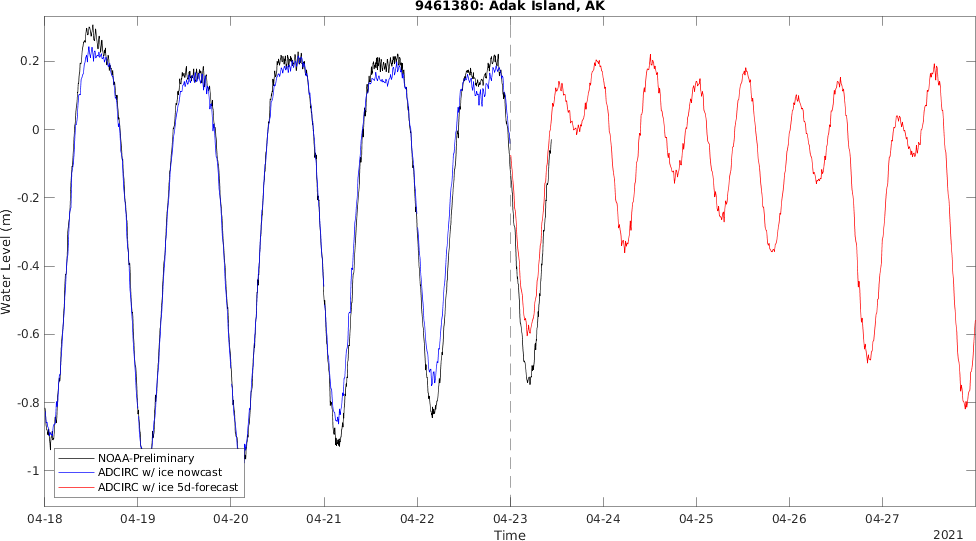 9461380: Adak Island, AK
0.2
0
-0.2
-0.4
-0.6
-0.8
-1
Water Level (m)
NOAA-Preliminary
ADCIRC w/ ice nowcast
ADCIRC w/ ice 5d-forecast
04-18 04-19 04-20 04-21 04-22 04-23 04-24 04-25 04-26 04-27
Time
2021